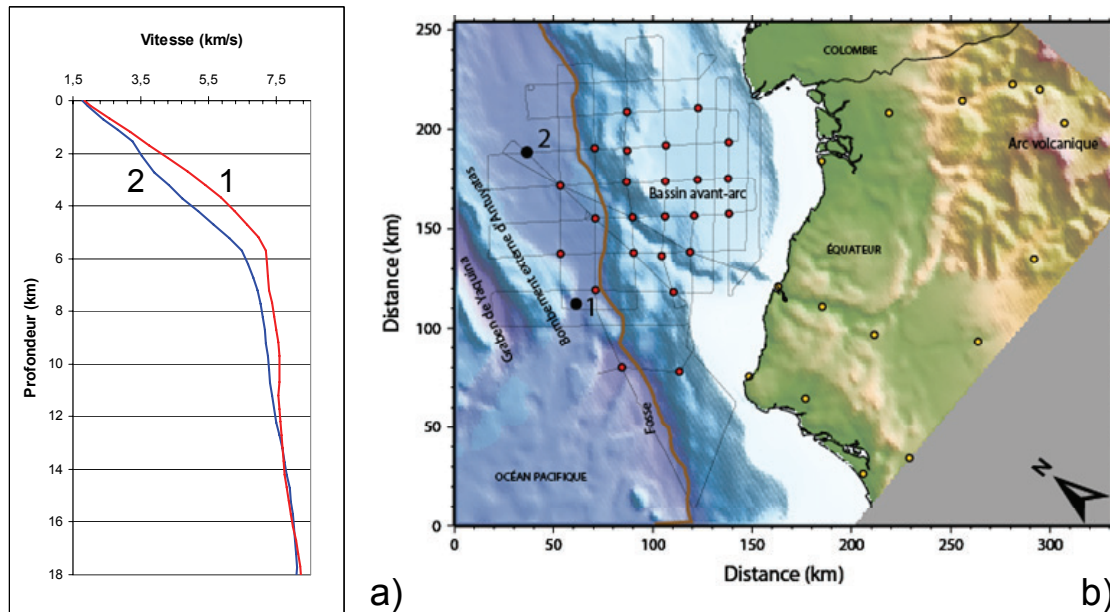 Vitesse (km/s)
1,5 3,5 5,5 7,5
0
2
4
6
8
10
12
14
16
18
Profondeur (km)
2 1
a)
250
200
150
100
50
0
Distance (km)
0 50 100 150 200 250 300
Distance (km)
COLOMBIE
Arc volcanique
2
Bassin avant-arc
ÉQUATEUR
Graben de Yaquina
Bombement externe d'Antuyatas
1
Fosse
OCÉAN PACIFIQUE
N
b)